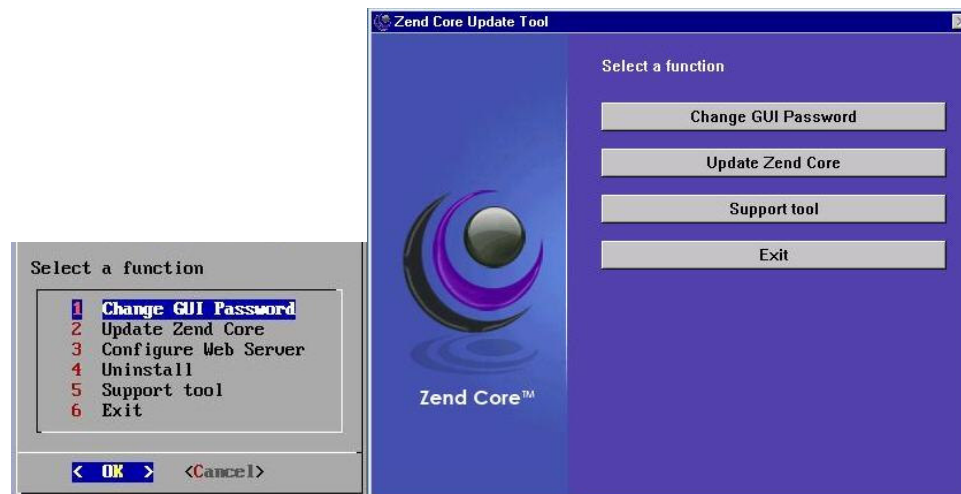 Select a function
1 Change GUI Password
2 Update Zend Core
3 Configure Web Server
4 Uninstall
5 Support tool
6 Exit
< OK > <Cancel>
Zend Core Update Tool
Select a function
Change GUI Password
Update Zend Core
Support tool
Exit
Zend Core™